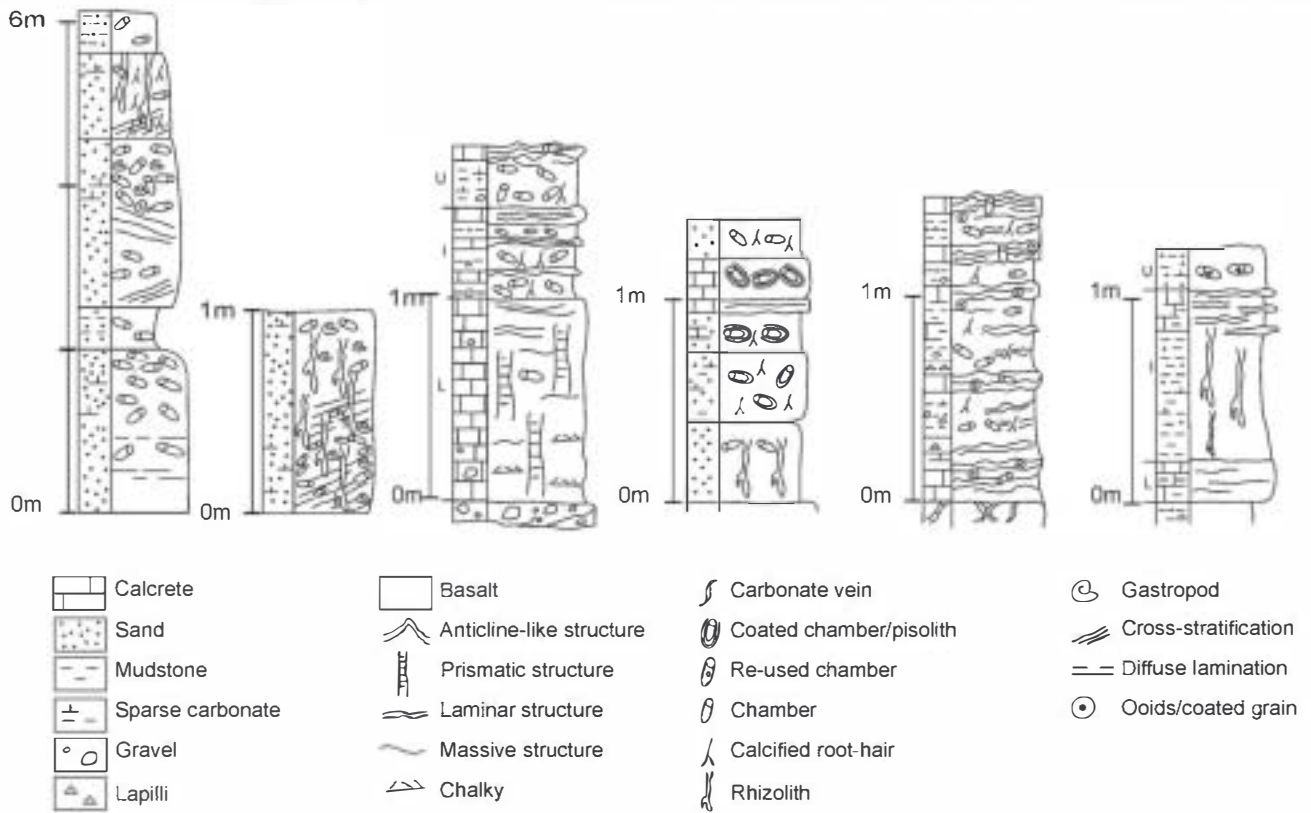 6m
0m
1m
0m
U
I
L
1m
0m
1m
0m
1m
0m
U
I
L
1m
0m
Calcrete
Sand
Mudstone
Sparse carbonate
Gravel
Lapilli
Basalt
Anticline-like structure
Prismatic structure
Laminar structure
Massive structure
Chalky
Carbonate vein
Coated chamber/pisolith
Re-used chamber
Chamber
Calcified root-hair
Rhizolith
Gastropod
Cross-stratification
Diffuse lamination
Ooids/coated grain